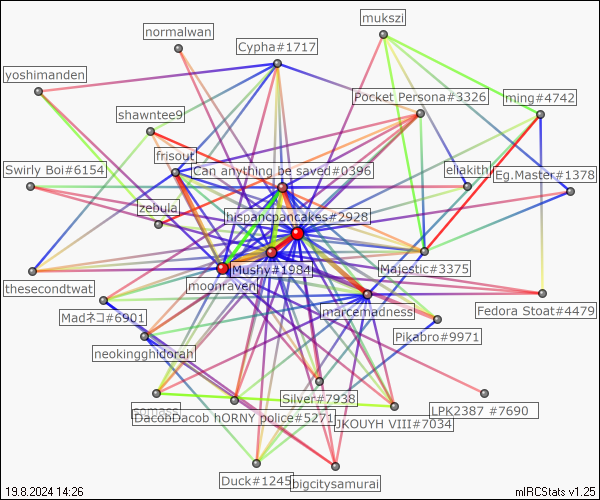 mukszi
normalwan
Cypha#1717
yoshimanden
Pocket Persona#3326
ming#4742
shawntee9
frisout
Swirly Boi#6154
Can anything be saved#0396
eliakith
Eg.Master#1378
zebula
hispancpancakes#2928
Mushy#1984
Majestic#3375
thesecondtwat
moonraven
Madネコ#6901
marcemadness
Fedora Stoat#4479
Pikabro#9971
neokingghidorah
Silver#7938
DacobDacob hORNY police#5271
LPK2387 #7690
JKOUYH VIII#7034
Duck#1245
bigcitysamurai
19.8.2024 14:26
mIRCStats v1.25